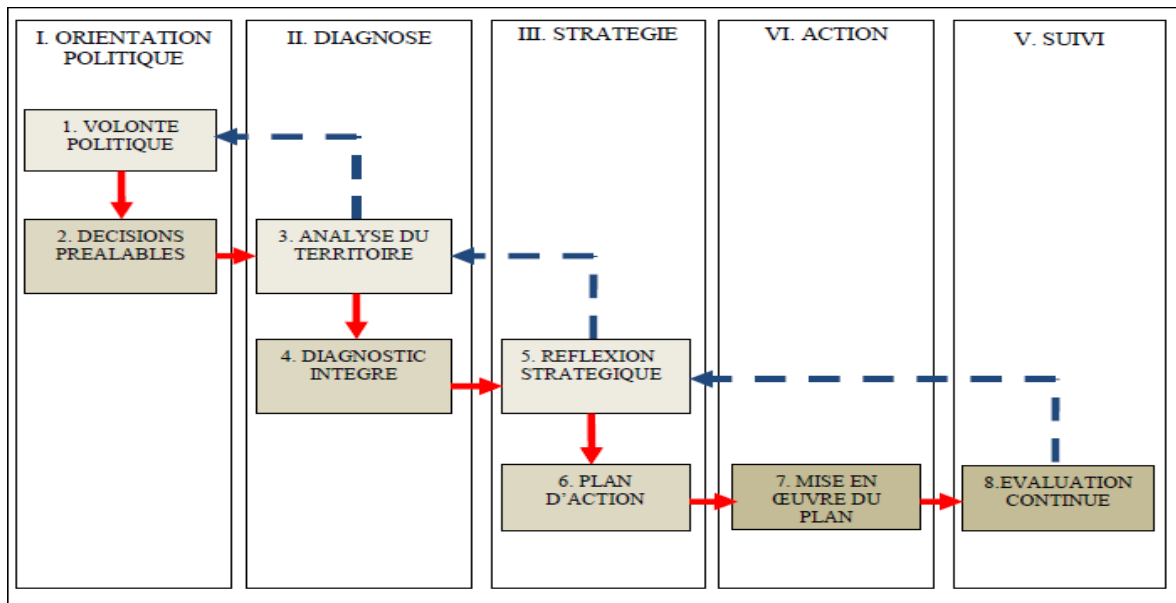 I. ORIENTATION
POLITIQUE
II. DIAGNOSE
III. STRATEGIE
VI. ACTION
V. SUIVI
1. VOLONTE
POLITIQUE
2. DECISIONS
PREALABLES
3. ANALYSE DU
TERRITOIRE
4. DIAGNOSTIC
INTEGRE
5. REFLEXION
STRATEGIQUE
6. PLAN
D'ACTION
7. MISE EN
ŒUVRE DU
PLAN
8.EVALUATION
CONTINUE